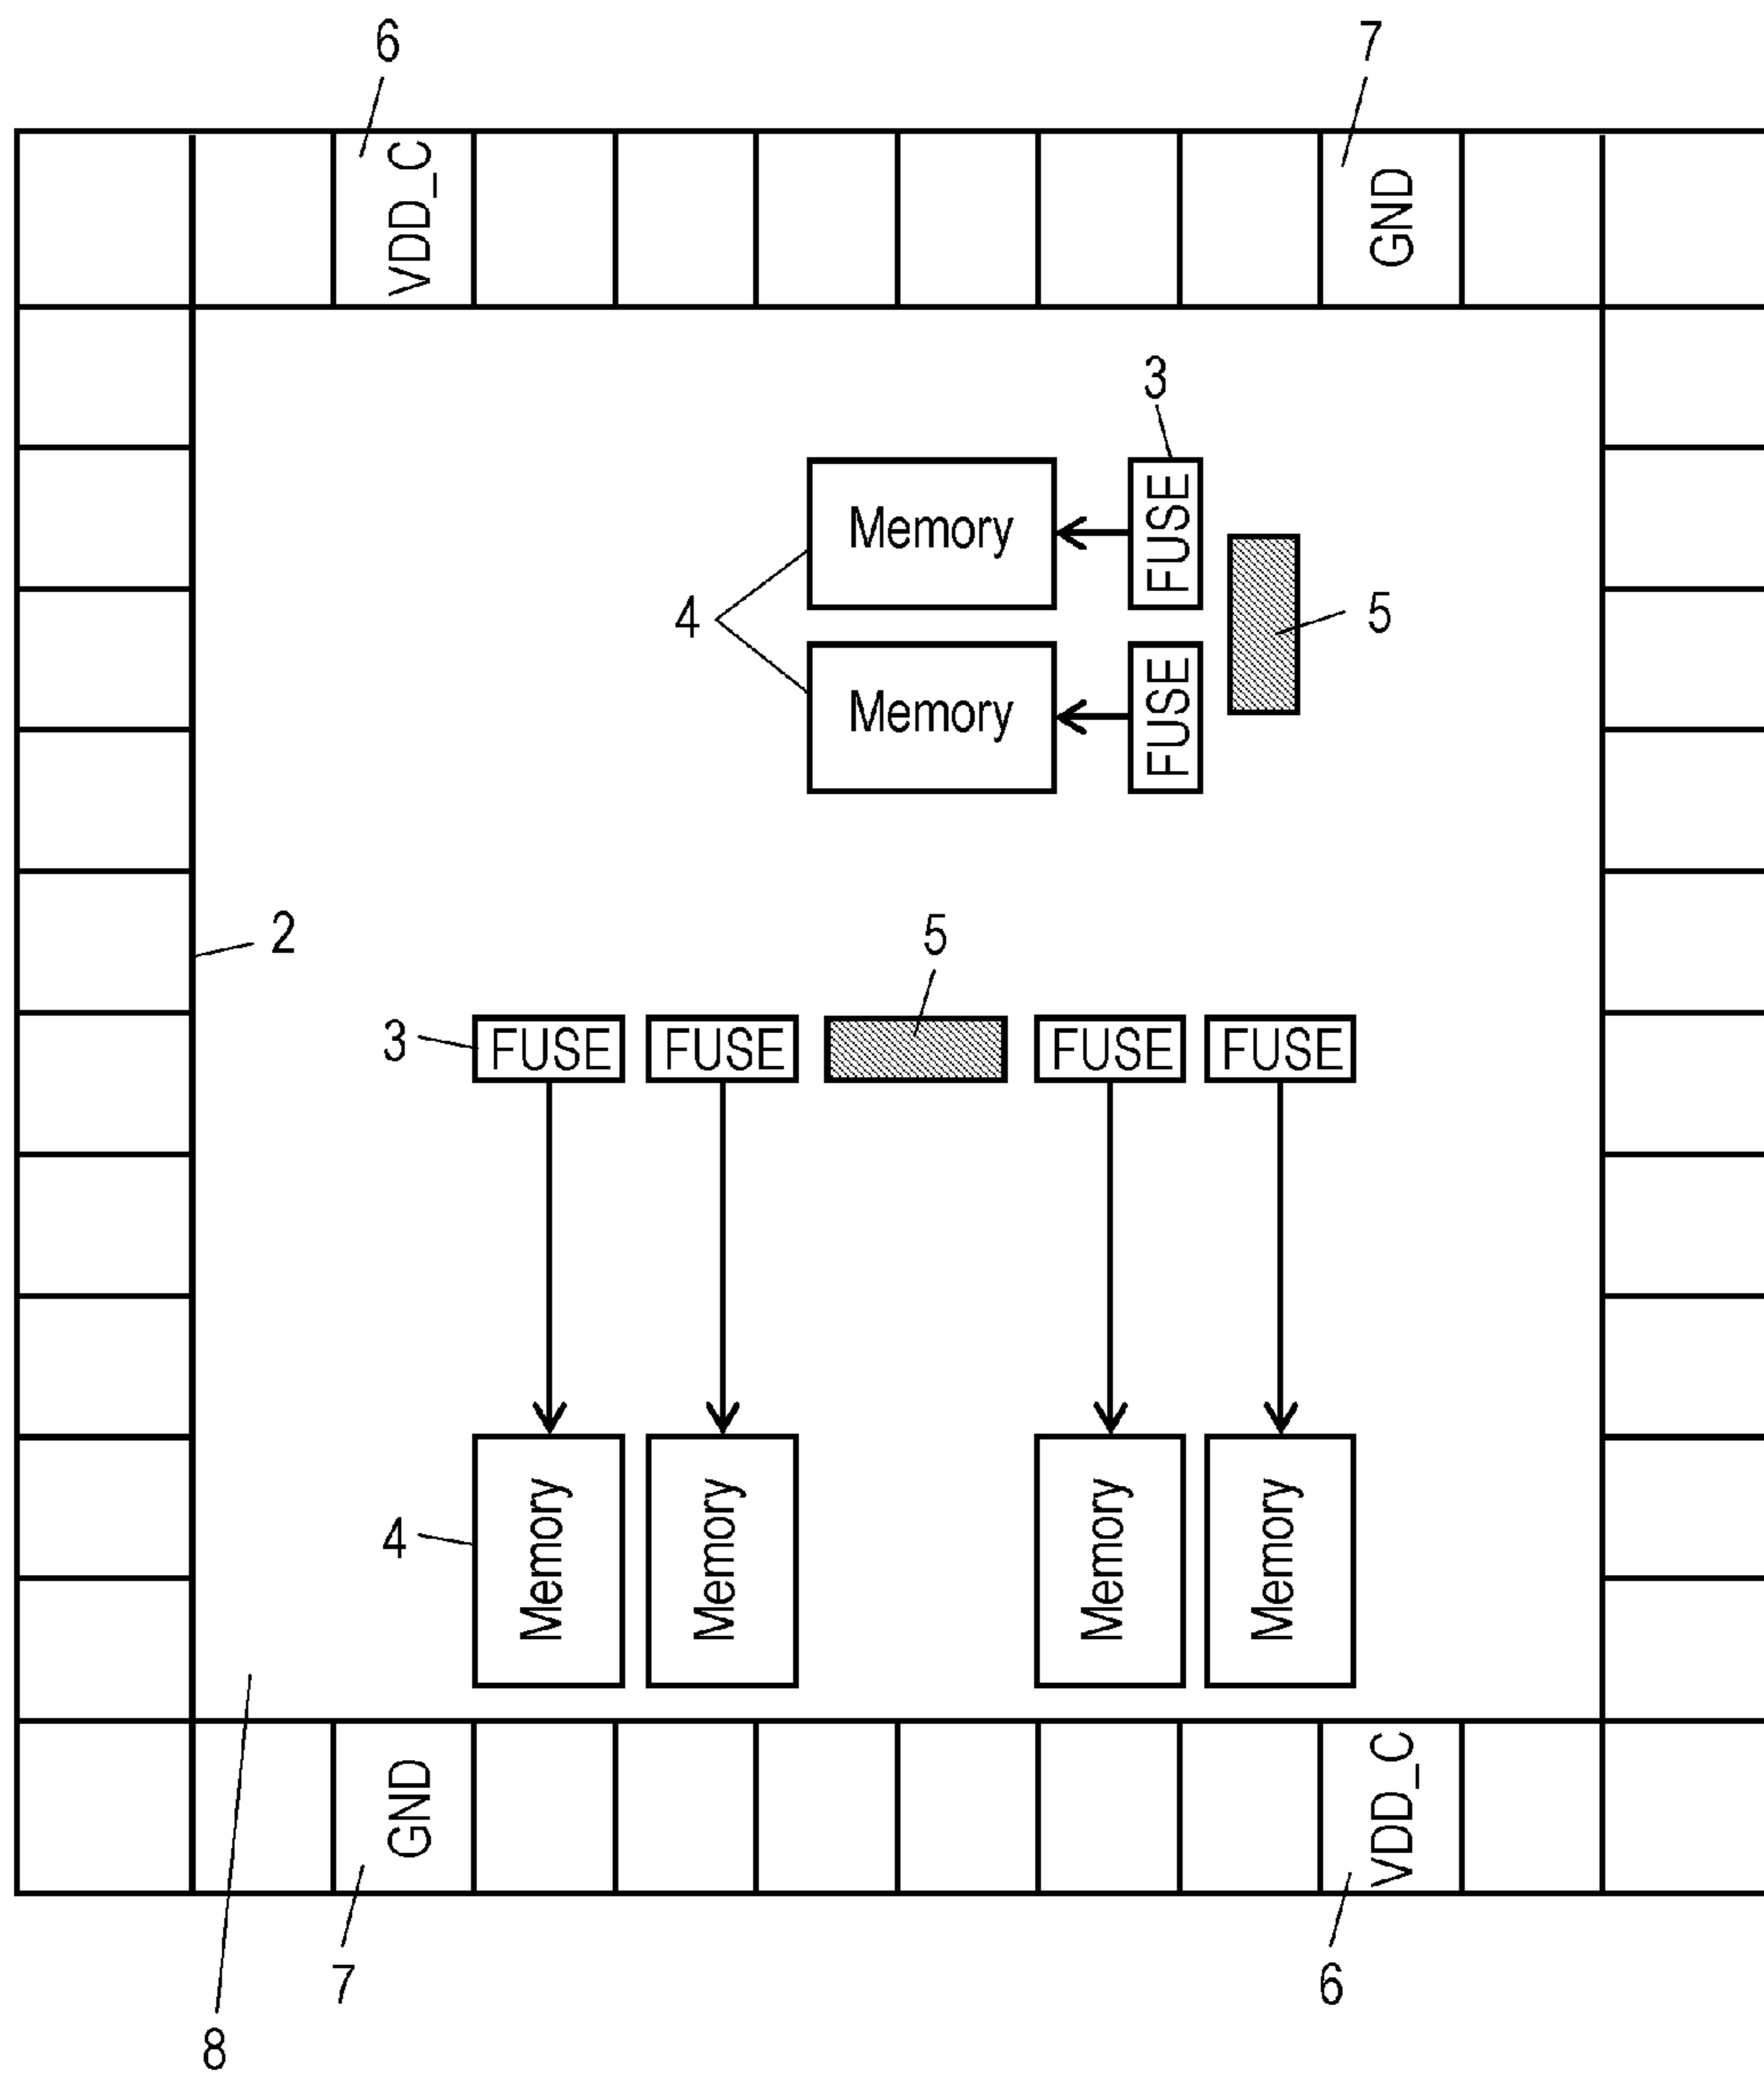 6
7
VDD_C
GND
3
Memory
FUSE
4
5
Memory
FUSE
2
5
3
FUSE
FUSE
FUSE
FUSE
4
Memory
Memory
Memory
Memory
GND
VDD_C
7
6
8